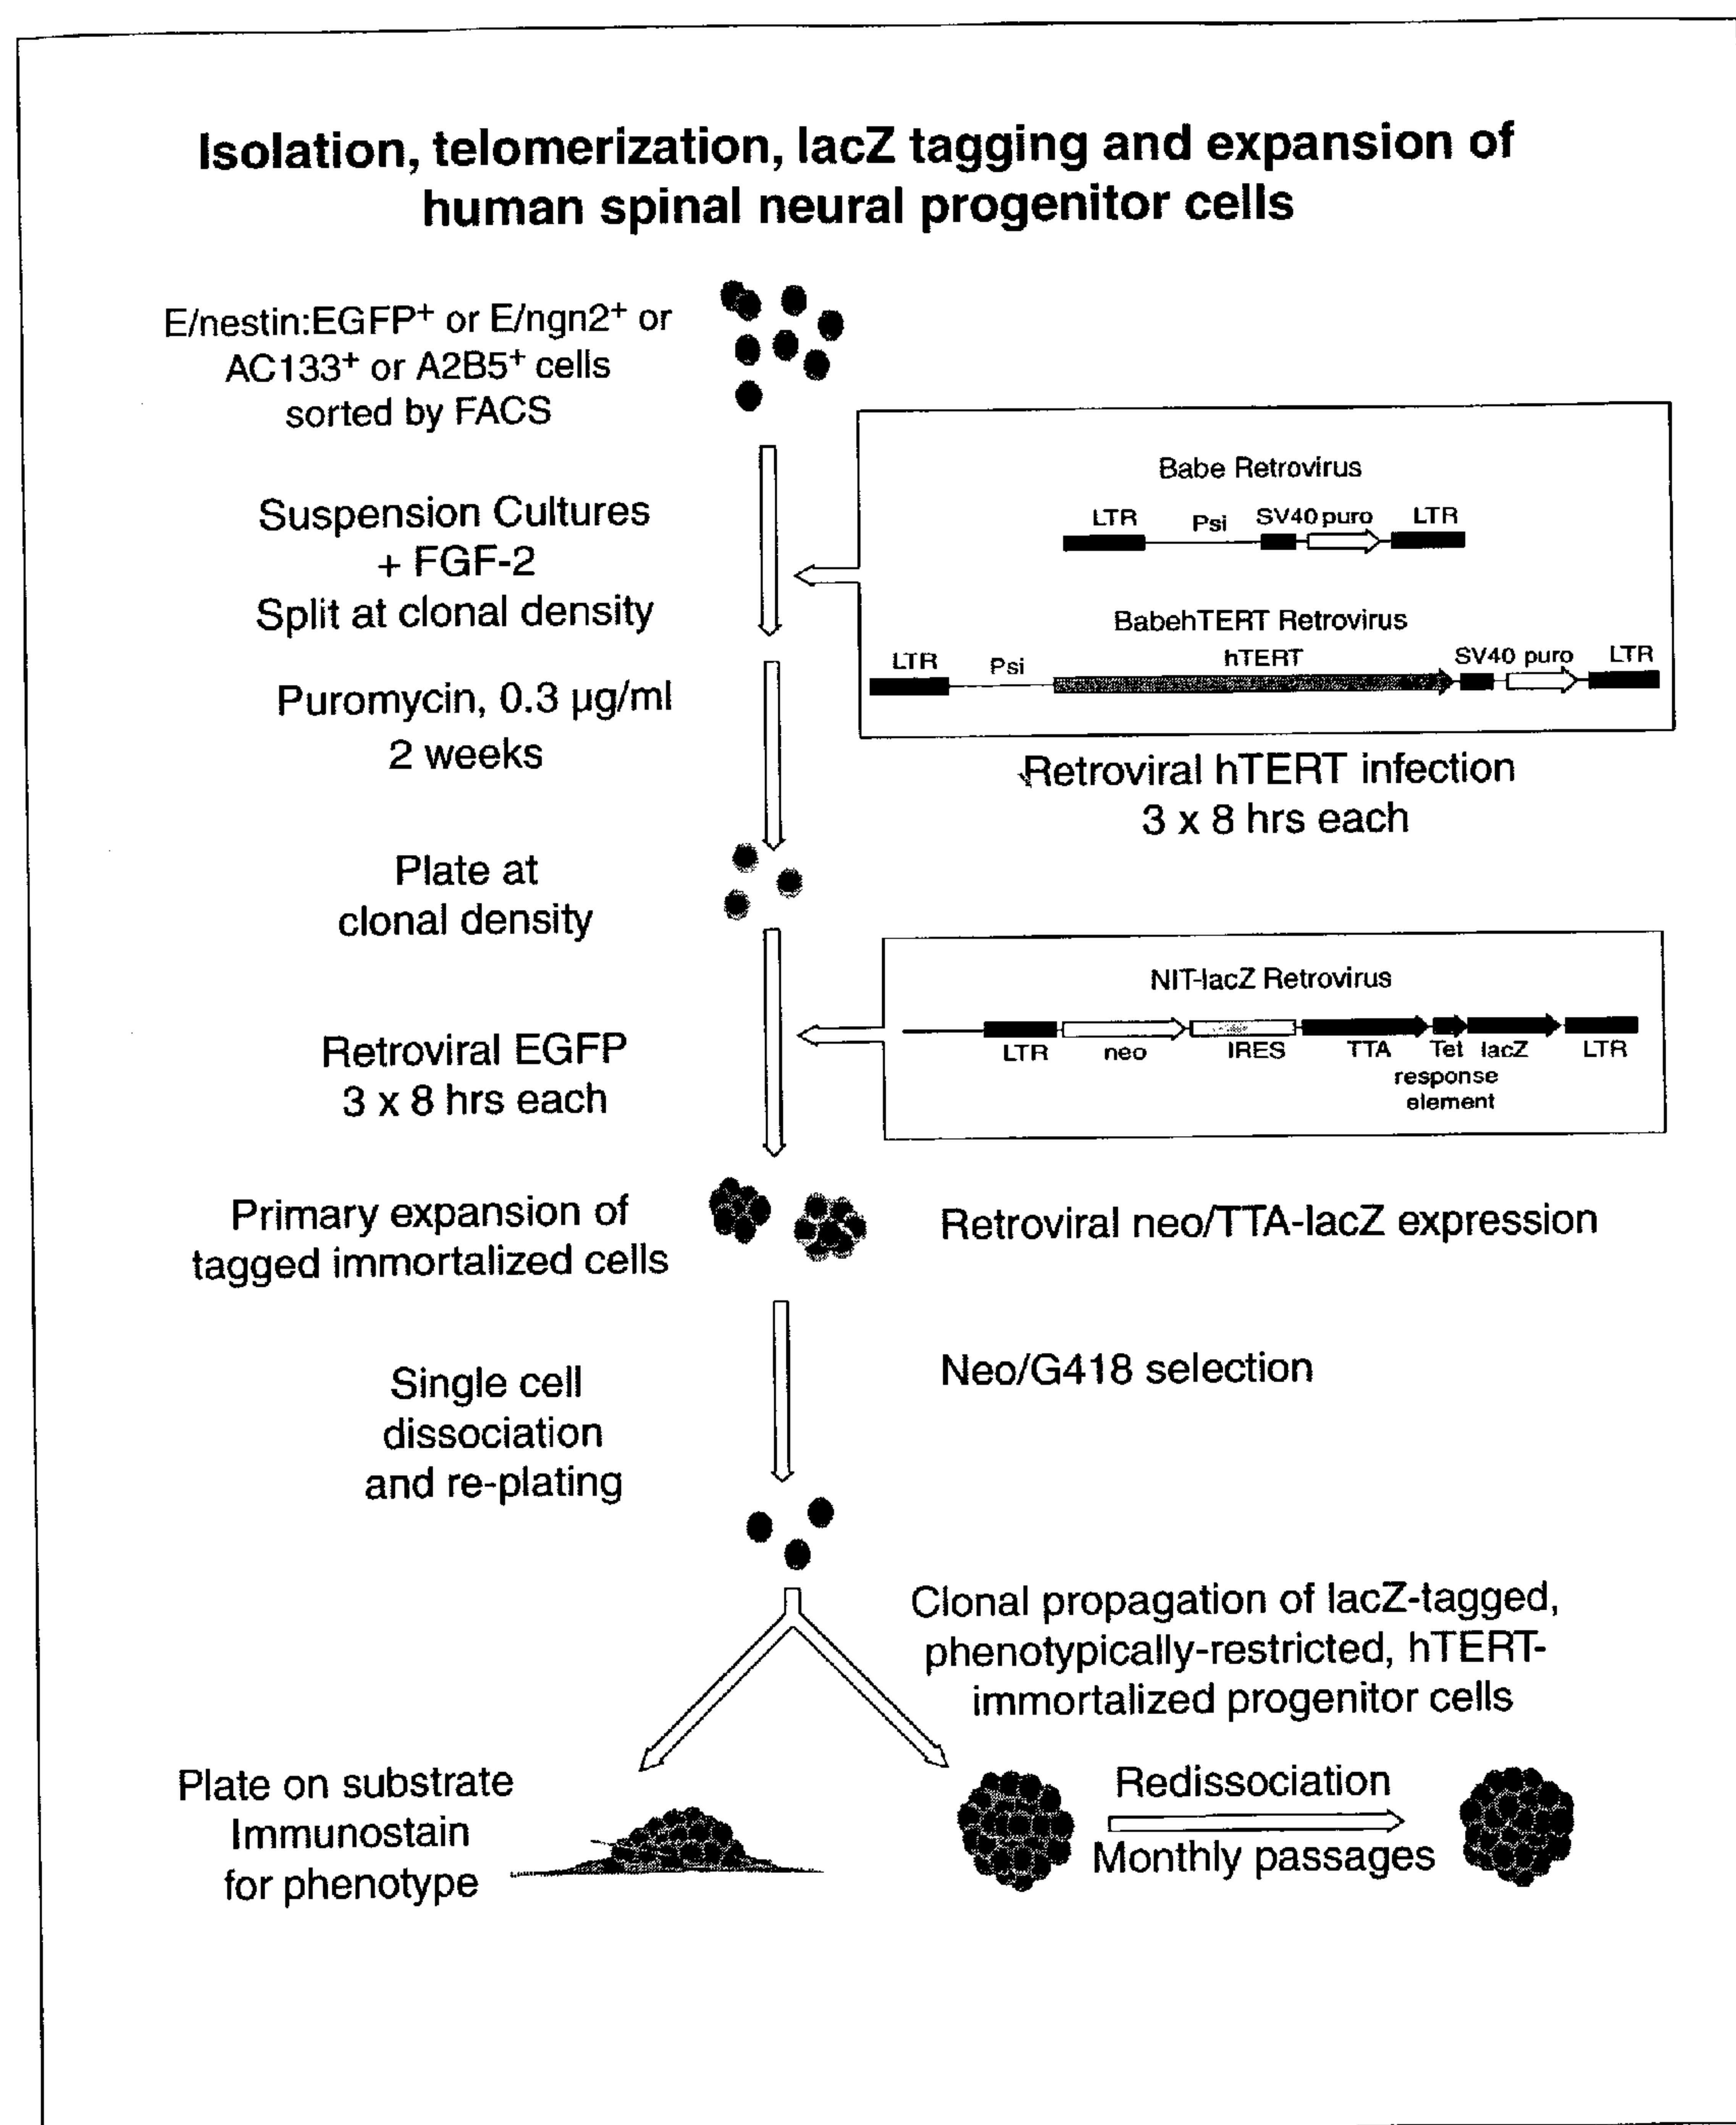 Isolation, telomerization, lacZ tagging and expansion of
human spinal neural progenitor cells
E/nestin:EGFP⁺ or E/ngn2⁺ or
AC133⁺ or A2B5⁺ cells
sorted by FACS
Suspension Cultures
+ FGF-2
Split at clonal density
Babe Retrovirus
LTR Psi SV40 puro LTR
BabehTERT Retrovirus
LTR Psi hTERT SV40 puro LTR
Retroviral hTERT infection
3 x 8 hrs each
Puromycin, 0.3 µg/ml
2 weeks
Plate at
clonal density
Retroviral EGFP
3 x 8 hrs each
NIT-lacZ Retrovirus
LTR neo IRES TTA Tet lacZ LTR
response
element
Primary expansion of
tagged immortalized cells
Retroviral neo/TTA-lacZ expression
Neo/G418 selection
Single cell
dissociation
and re-plating
Clonal propagation of lacZ-tagged,
phenotypically-restricted, hTERT-
immortalized progenitor cells
Plate on substrate
Immunostain
for phenotype
Redissociation
Monthly passages